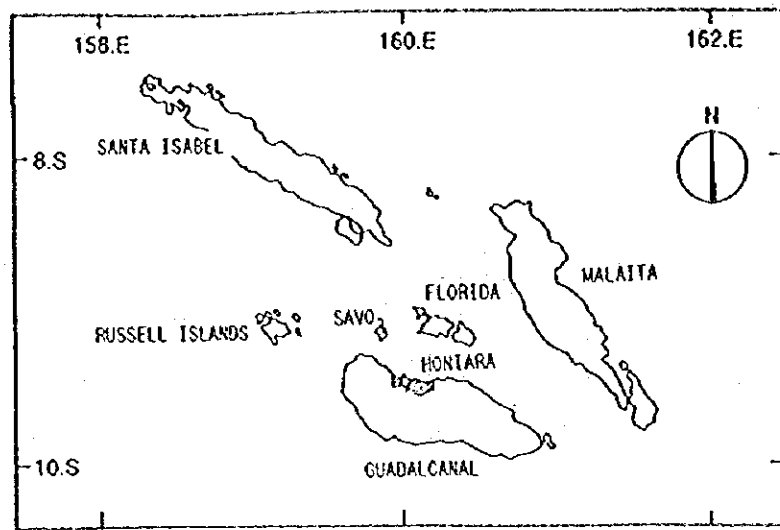 158.E 160.E 162.E
N
8.S
SANTA ISABEL
MALAITA
FLORIDA
SAVO
RUSSELL ISLANDS
HONIARA
10.S
GUADALCANAL